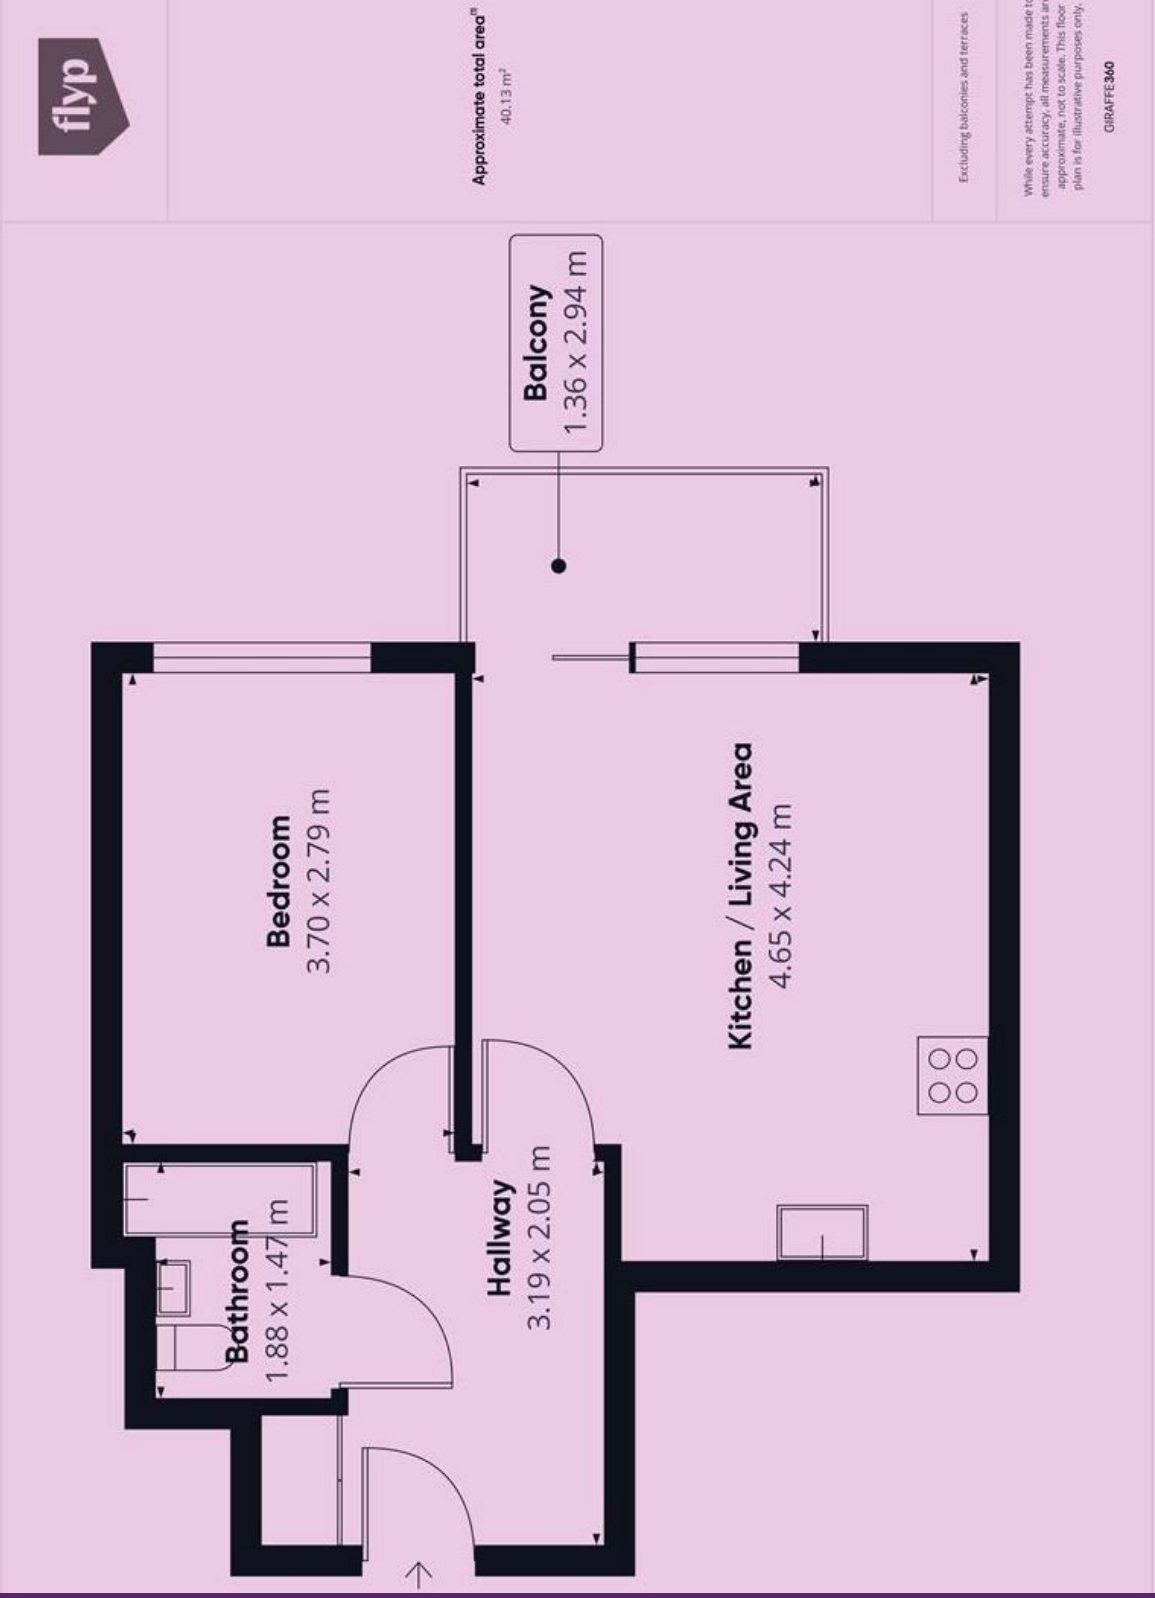 flyp
Approximate total area⁽¹⁾
40.13 m²
Excluding balconies and terraces
While every attempt has been made to
ensure accuracy, all measurements are
approximate, not to scale. This floor
plan is for illustrative purposes only.
GIRAFFE360
Balcony
1.36 x 2.94 m
Bedroom
3.70 x 2.79 m
Kitchen / Living Area
4.65 x 4.24 m
Bathroom
1.88 x 1.47 m
Hallway
3.19 x 2.05 m